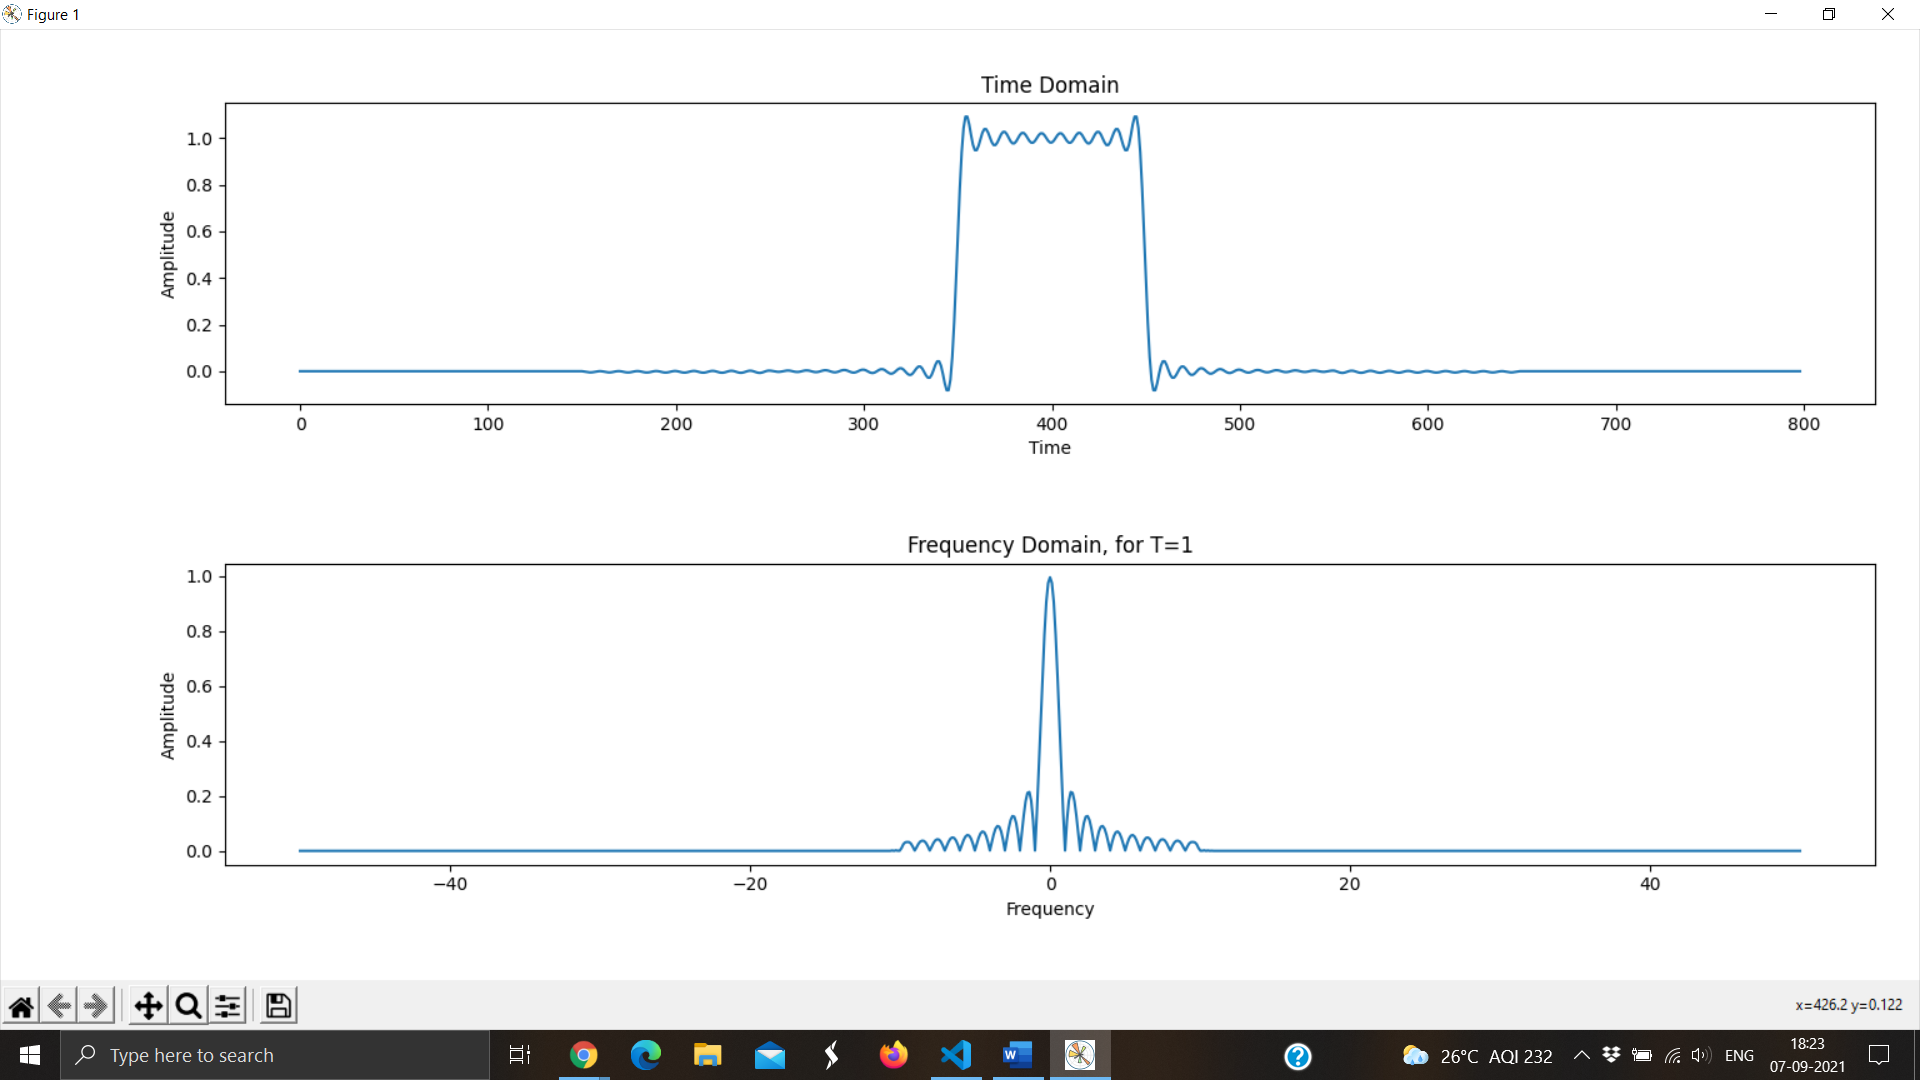 Figure 1
Time Domain
1.0
0.8
0.6
0.4
0.2
0.0
Amplitude
0 100 200 300 400 500 600 700 800
Time
Frequency Domain, for T=1
1.0
0.8
0.6
0.4
0.2
0.0
Amplitude
−40 −20 0 20 40
Frequency
x=426.2 y=0.122
Type here to search
W
?
26°C AQI 232
ENG
18:23
07-09-2021